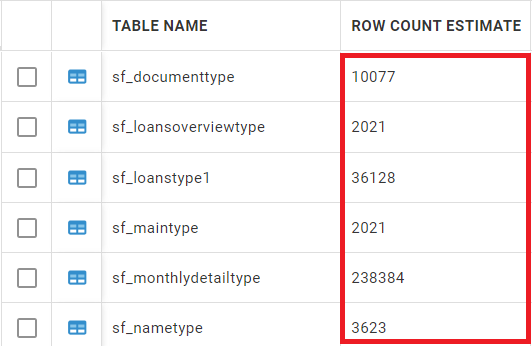 TABLE NAME ROW COUNT ESTIMATE
sf_documenttype 10077
sf_loansoverviewtype 2021
sf_loanstype1 36128
sf_maintype 2021
sf_monthlydetailtype 238384
sf_nametype 3623